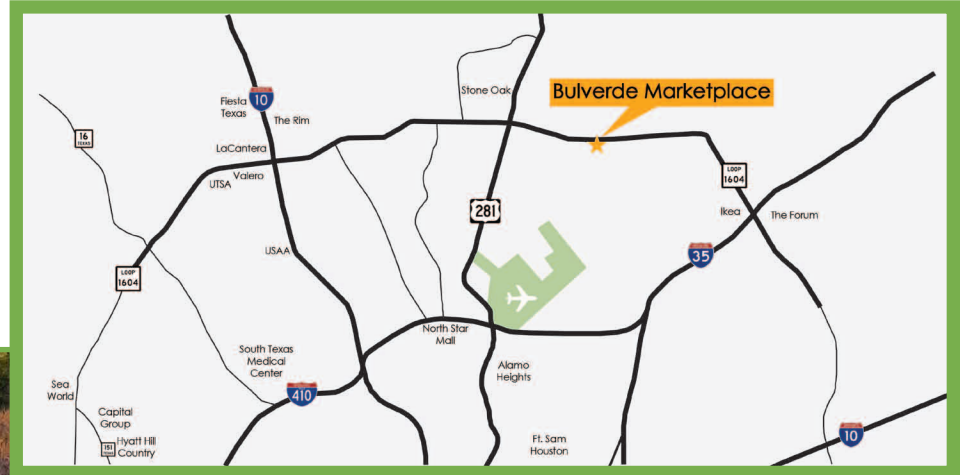 Bulverde Marketplace
Stone Oak
Fiesta
Texas
10
The Rim
16
TEXAS
LaCantera
Valero
UTSA
LOOP
1604
281
Ikea
The Forum
USAA
35
LOOP
1604
North Star
Mall
South Texas
Medical
Center
Alamo
Heights
410
Sea
World
Capital
Group
151
Hyatt Hill
Country
Ft. Sam
Houston
10